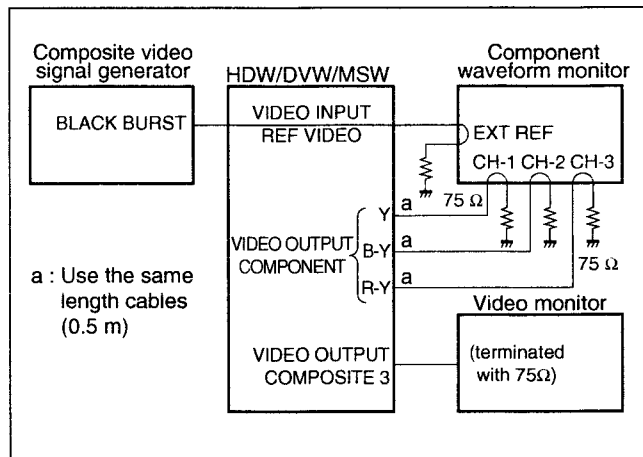 Composite video
signal generator
BLACK BURST
HDW/DVW/MSW
VIDEO INPUT
REF VIDEO
Component
waveform monitor
EXT REF
CH-1 CH-2 CH-3
75 Ω
Y a
B-Y a
R-Y a
VIDEO OUTPUT
COMPONENT
75 Ω
a : Use the same
length cables
(0.5 m)
VIDEO OUTPUT
COMPOSITE 3
Video monitor
(terminated
with 75Ω)